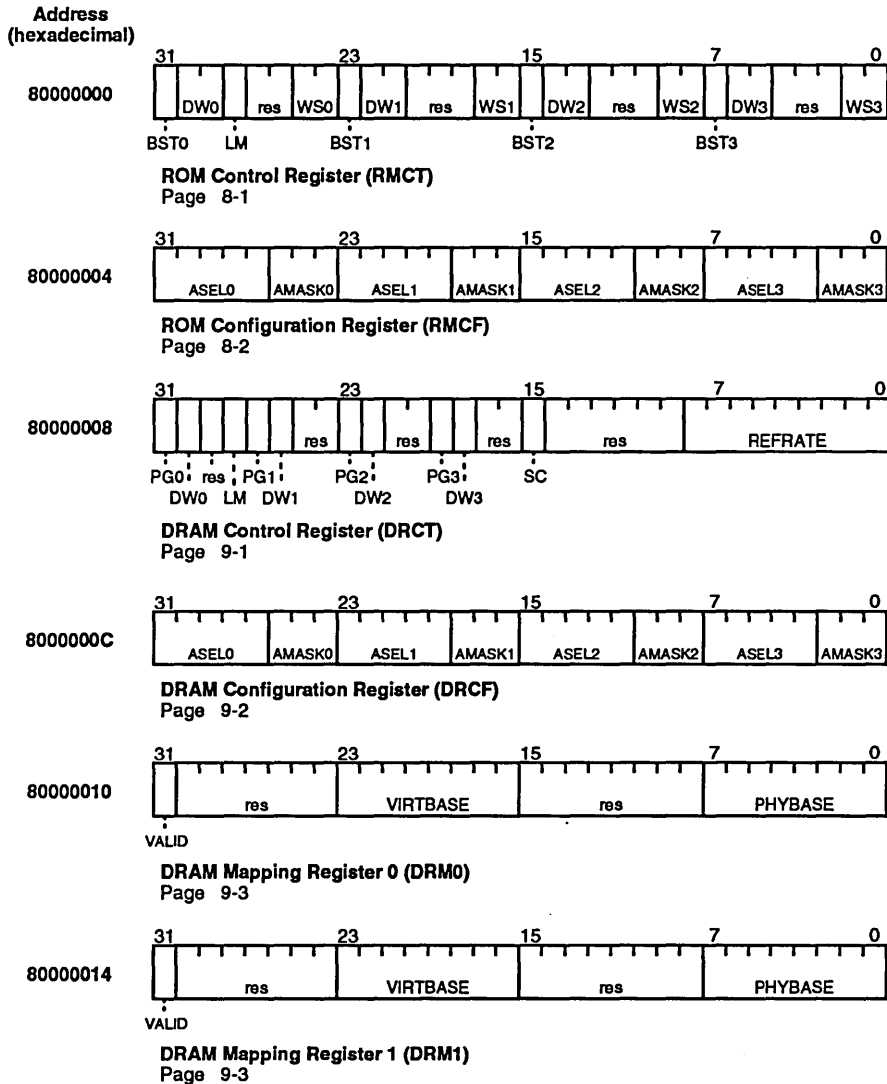 Address
(hexadecimal)
31 23 15 7 0
80000000
DW0 res WS0 DW1 res WS1 DW2 res WS2 DW3 res WS3
BST0 LM BST1 BST2 BST3
ROM Control Register (RMCT)
Page 8-1
31 23 15 7 0
80000004
ASEL0 AMASK0 ASEL1 AMASK1 ASEL2 AMASK2 ASEL3 AMASK3
ROM Configuration Register (RMCF)
Page 8-2
31 23 15 7 0
80000008
res res res res REFRATE
PG0 res PG1 PG2 PG3 SC
DW0 LM DW1 DW2 DW3
DRAM Control Register (DRCT)
Page 9-1
31 23 15 7 0
8000000C
ASEL0 AMASK0 ASEL1 AMASK1 ASEL2 AMASK2 ASEL3 AMASK3
DRAM Configuration Register (DRCF)
Page 9-2
31 23 15 7 0
80000010
res VIRTBASE res PHYBASE
VALID
DRAM Mapping Register 0 (DRM0)
Page 9-3
31 23 15 7 0
80000014
res VIRTBASE res PHYBASE
VALID
DRAM Mapping Register 1 (DRM1)
Page 9-3